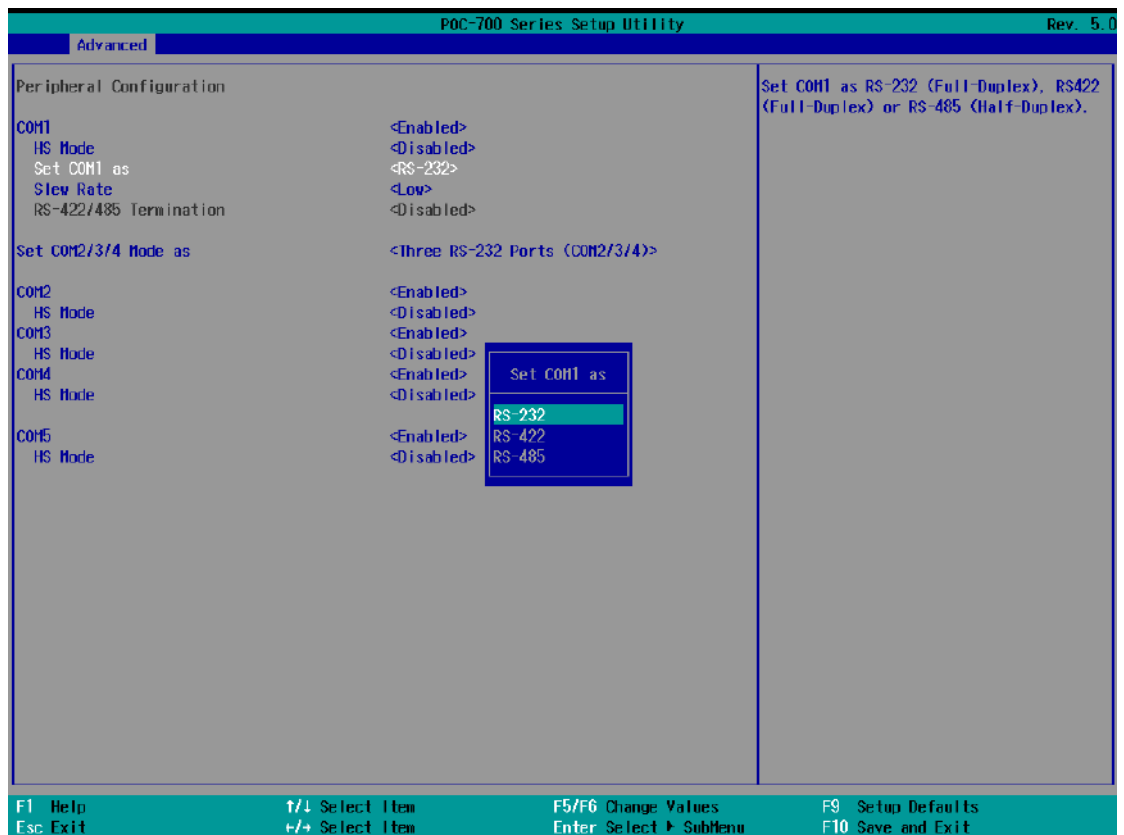 POC-700 Series Setup Utility Rev. 5.0
Advanced
Peripheral Configuration
COM1 <Enabled>
HS Mode <Disabled>
Set COM1 as <RS-232>
Slew Rate <Low>
RS-422/485 Termination <Disabled>
Set COM2/3/4 Mode as <Three RS-232 Ports (COM2/3/4)>
COM2 <Enabled>
HS Mode <Disabled>
COM3 <Enabled>
HS Mode <Disabled>
COM4 <Enabled>
HS Mode <Disabled>
COM5 <Enabled>
HS Mode <Disabled>
Set COM1 as
RS-232
RS-422
RS-485
Set COM1 as RS-232 (Full-Duplex), RS422
(Full-Duplex) or RS-485 (Half-Duplex).
F1 Help ↑/↓ Select Item F5/F6 Change Values F9 Setup Defaults
Esc Exit ←/→ Select Item Enter Select ▶ SubMenu F10 Save and Exit